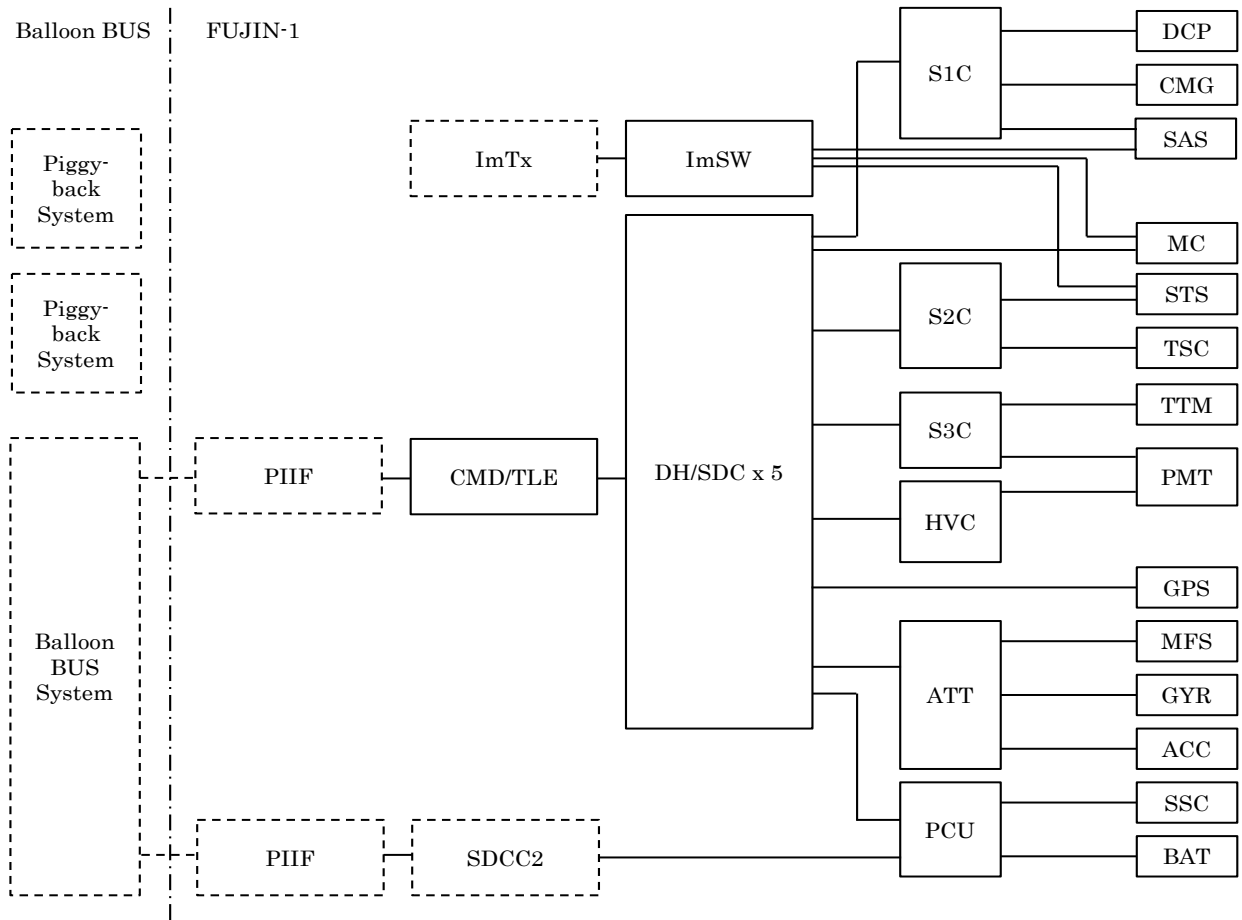 Balloon BUS
FUJIN-1
DCP
S1C
CMG
SAS
ImTx
ImSW
Piggy-
back
System
MC
STS
Piggy-
back
System
S2C
TSC
TTM
S3C
PIIF
CMD/TLE
DH/SDC x 5
PMT
HVC
GPS
Balloon
BUS
System
MFS
ATT
GYR
ACC
SSC
PCU
PIIF
SDCC2
BAT